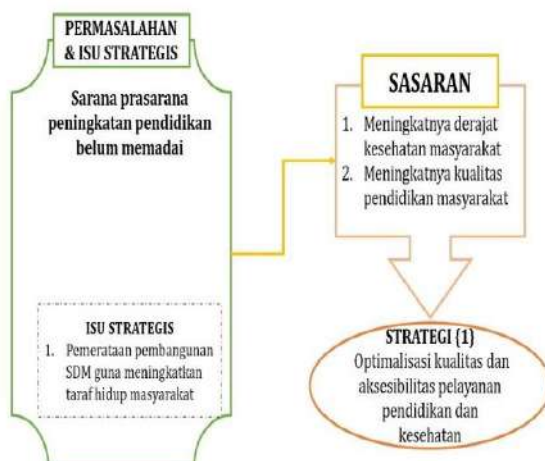 PERMASALAHAN
& ISU STRATEGIS
Sarana prasarana
peningkatan pendidikan
belum memadai
ISU STRATEGIS
1. Pemerataan pembangunan
SDM guna meningkatkan
taraf hidup masyarakat
SASARAN
1. Meningkatnya derajat
kesehatan masyarakat
2. Meningkatnya kualitas
pendidikan masyarakat
STRATEGI {1}
Optimalisasi kualitas dan
aksesibilitas pelayanan
pendidikan dan
kesehatan